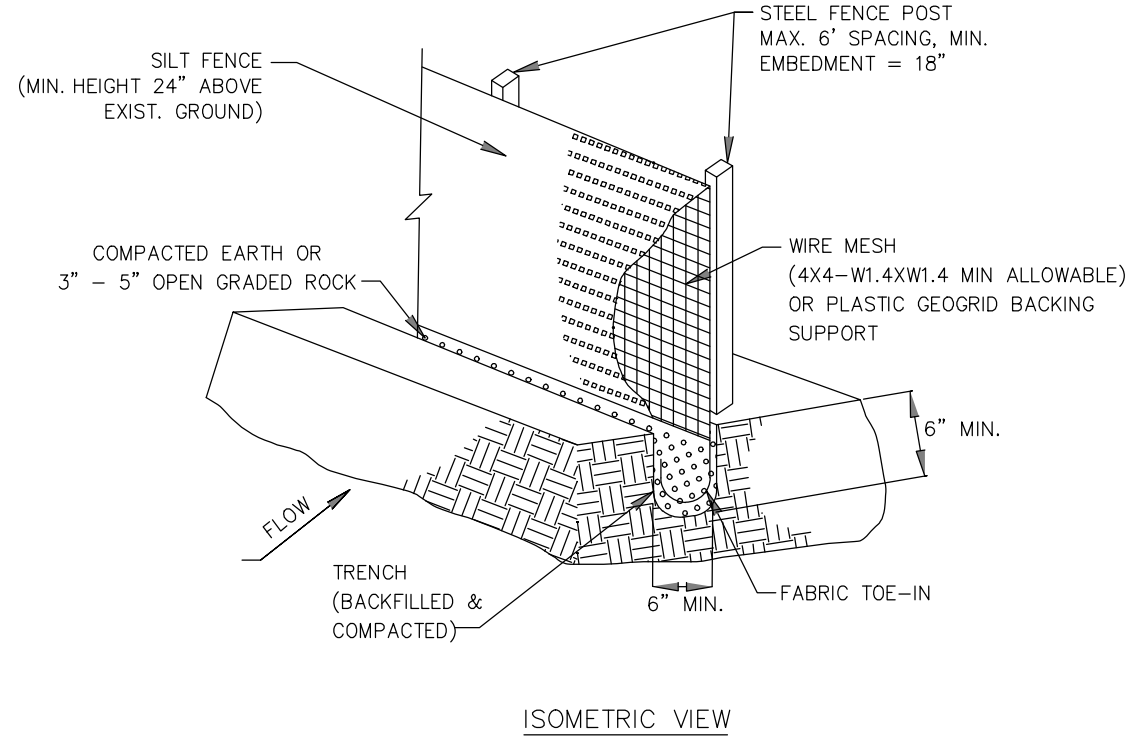 STEEL FENCE POST
MAX. 6' SPACING, MIN.
EMBEDMENT = 18"
SILT FENCE
(MIN. HEIGHT 24" ABOVE
EXIST. GROUND)
COMPACTED EARTH OR
3" - 5" OPEN GRADED ROCK
WIRE MESH
(4X4-W1.4XW1.4 MIN ALLOWABLE)
OR PLASTIC GEOGRID BACKING
SUPPORT
6" MIN.
FLOW
TRENCH
(BACKFILLED &
COMPACTED)
6" MIN.
FABRIC TOE-IN
ISOMETRIC VIEW